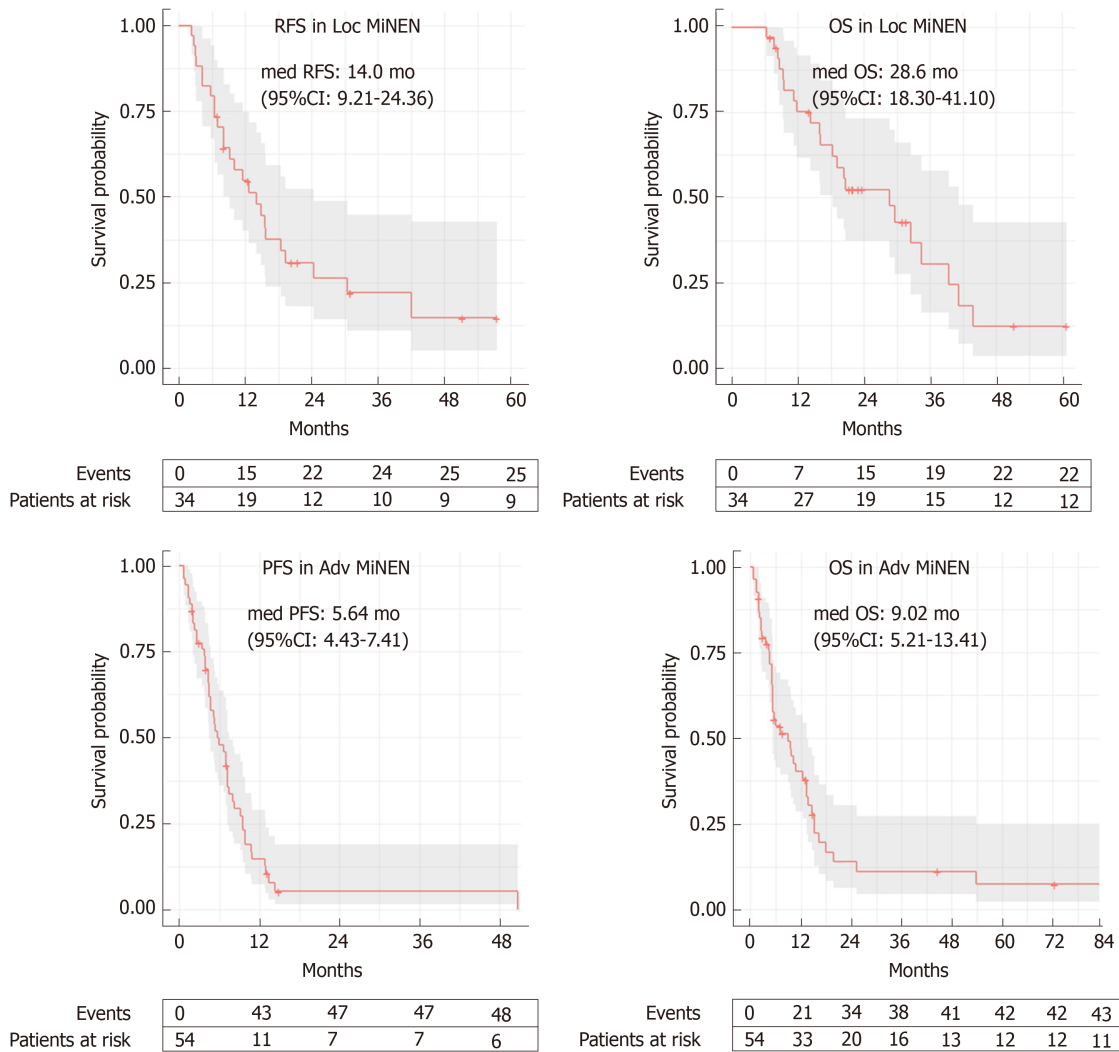 RFS in Loc MiNEN
med RFS: 14.0 mo
(95%CI: 9.21-24.36)
Survival probability
1.00
0.75
0.50
0.25
0.00
0 12 24 36 48 60
Months
Events 0 15 22 24 25 25
Patients at risk 34 19 12 10 9 9
OS in Loc MiNEN
med OS: 28.6 mo
(95%CI: 18.30-41.10)
Survival probability
1.00
0.75
0.50
0.25
0.00
0 12 24 36 48 60
Months
Events 0 7 15 19 22 22
Patients at risk 34 27 19 15 12 12
PFS in Adv MiNEN
med PFS: 5.64 mo
(95%CI: 4.43-7.41)
Survival probability
1.00
0.75
0.50
0.25
0.00
0 12 24 36 48
Months
Events 0 43 47 47 48
Patients at risk 54 11 7 7 6
OS in Adv MiNEN
med OS: 9.02 mo
(95%CI: 5.21-13.41)
Survival probability
1.00
0.75
0.50
0.25
0.00
0 12 24 36 48 60 72 84
Months
Events 0 21 34 38 41 42 42 43
Patients at risk 54 33 20 16 13 12 12 11